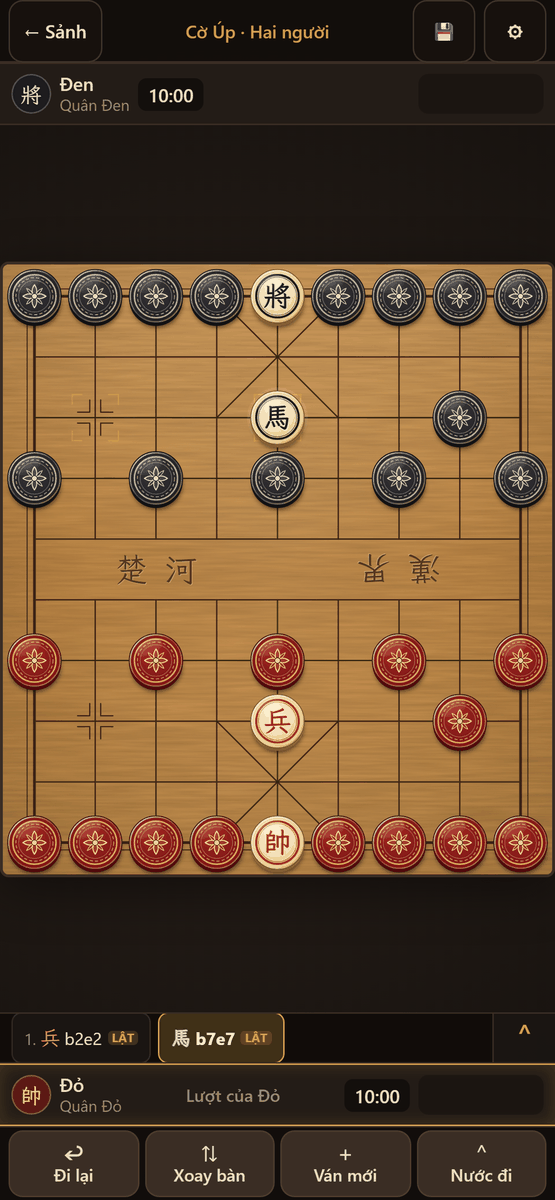 ← Sảnh
Cờ Úp · Hai người
將
Đen
Quân Đen
10:00
將
馬
楚 河
漢 界
兵
帥
1. 兵 b2e2 LẬT
馬 b7e7 LẬT
^
帥
Đỏ
Quân Đỏ
Lượt của Đỏ
10:00
Đi lại
Xoay bàn
+
Ván mới
^
Nước đi